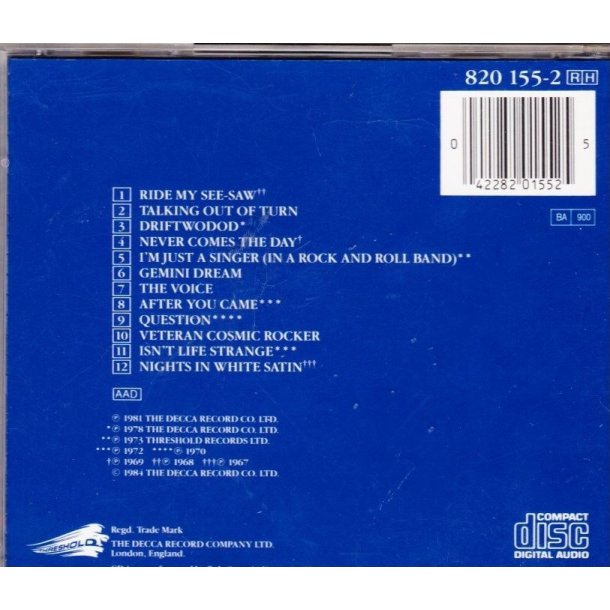 820 155-2 RH
0 42282 01552 5
BA 900
1 RIDE MY SEE-SAW††
2 TALKING OUT OF TURN
3 DRIFTWODOD*
4 NEVER COMES THE DAY†
5 I'M JUST A SINGER (IN A ROCK AND ROLL BAND)**
6 GEMINI DREAM
7 THE VOICE
8 AFTER YOU CAME***
9 QUESTION****
10 VETERAN COSMIC ROCKER
11 ISN'T LIFE STRANGE***
12 NIGHTS IN WHITE SATIN†††
AAD
℗ 1981 THE DECCA RECORD CO. LTD.
*℗ 1978 THE DECCA RECORD CO. LTD.
**℗ 1973 THRESHOLD RECORDS LTD.
***℗ 1972 ****℗ 1970
†℗ 1969 ††℗ 1968 †††℗ 1967
© 1984 THE DECCA RECORD CO. LTD.
THRESHOLD
Regd. Trade Mark
THE DECCA RECORD COMPANY LTD.
London, England.
COMPACT
disc
DIGITAL AUDIO